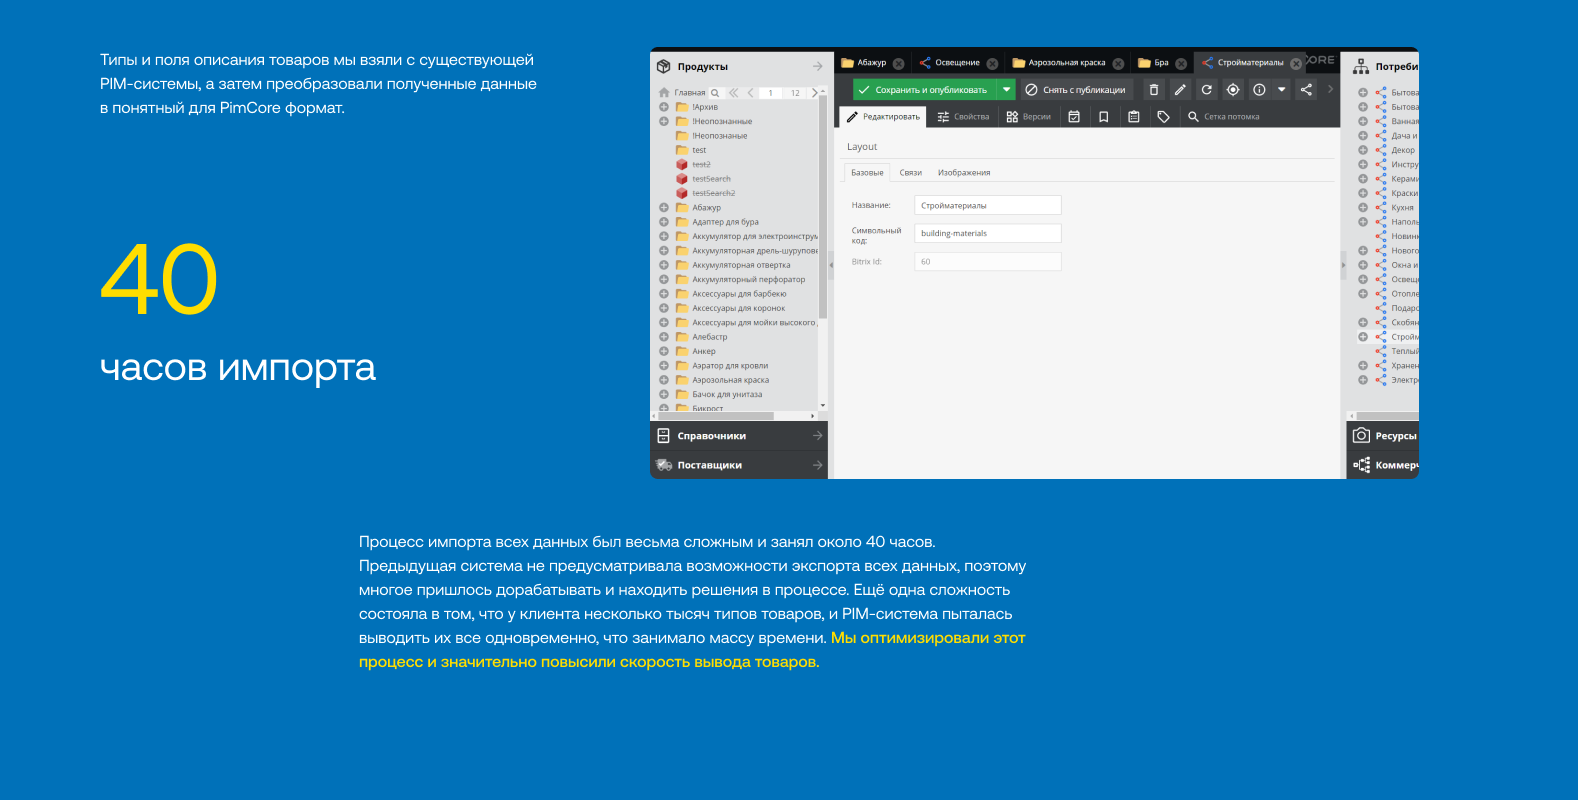 Типы и поля описания товаров мы взяли с существующей
PIM-системы, а затем преобразовали полученные данные
в понятный для PimCore формат.
40
часов импорта
Продукты
Главная
1
12
!Архив
!Неопознанные
!Неопознаные
test
test2
testSearch
testSearch2
Абажур
Адаптер для бура
Аккумулятор для электроинструм
Аккумуляторная дрель-шурупове
Аккумуляторная отвертка
Аккумуляторный перфоратор
Аксессуары для барбекю
Аксессуары для коронок
Аксессуары для мойки высокого
Алебастр
Анкер
Аэратор для кровли
Аэрозольная краска
Бачок для унитаза
Бикрост
Справочники
Поставщики
Абажур
Освещение
Аэрозольная краска
Бра
Стройматериалы
CORE
Сохранить и опубликовать
Снять с публикации
Редактировать
Свойства
Версии
Сетка потомка
Layout
Базовые
Связи
Изображения
Название:
Стройматериалы
Символьный
код:
building-materials
Bitrix Id:
60
Потреби
Бытова
Бытова
Ванная
Дача и
Декор
Инстру
Керами
Краски
Кухня
Наполь
Новинк
Нового
Окна и
Освещ
Отопле
Подаро
Скобян
Стройм
Теплый
Хранен
Электр
Ресурсы
Коммерч
Процесс импорта всех данных был весьма сложным и занял около 40 часов.
Предыдущая система не предусматривала возможности экспорта всех данных, поэтому
многое пришлось дорабатывать и находить решения в процессе. Ещё одна сложность
состояла в том, что у клиента несколько тысяч типов товаров, и PIM-система пыталась
выводить их все одновременно, что занимало массу времени. Мы оптимизировали этот
процесс и значительно повысили скорость вывода товаров.